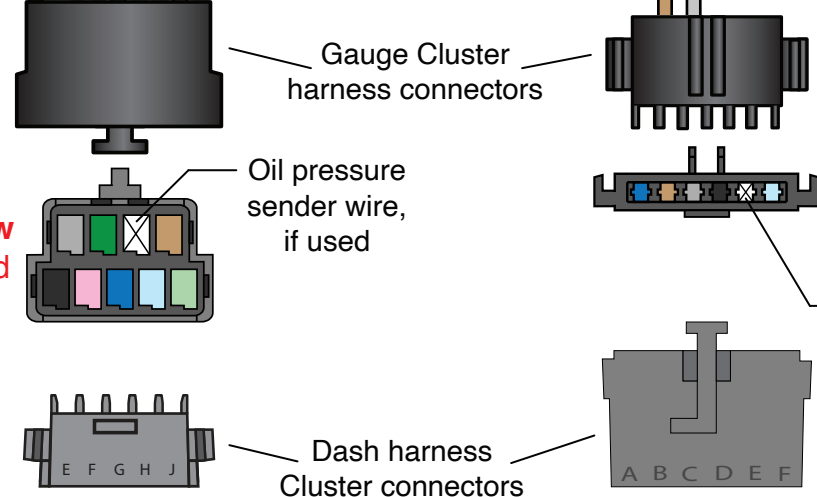 Gauge Cluster
harness connectors
Oil pressure
sender wire,
if used
E F G H J
Dash harness
Cluster connectors
A B C D E F